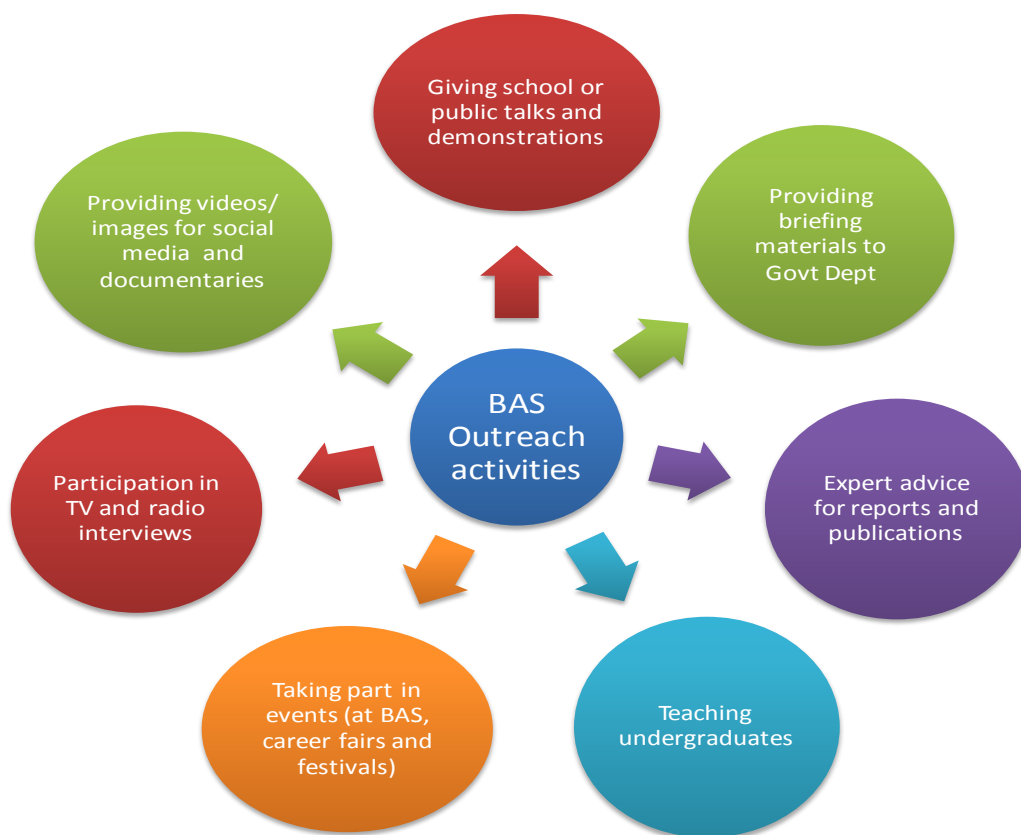 Giving school or
public talks and
demonstrations
Providing
briefing
materials to
Govt Dept
Expert advice
for reports and
publications
Teaching
undergraduates
Taking part in
events (at BAS,
career fairs and
festivals)
Participation in
TV and radio
interviews
Providing videos/
images for social
media and
documentaries
BAS
Outreach
activities